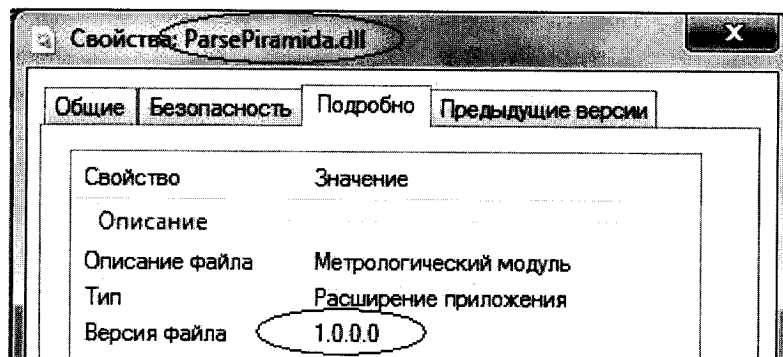 Свойства: ParsePiramida.dll
x
Общие Безопасность Подробно Предыдущие версии
Свойство Значение
Описание
Описание файла Метрологический модуль
Тип Расширение приложения
Версия файла 1.0.0.0